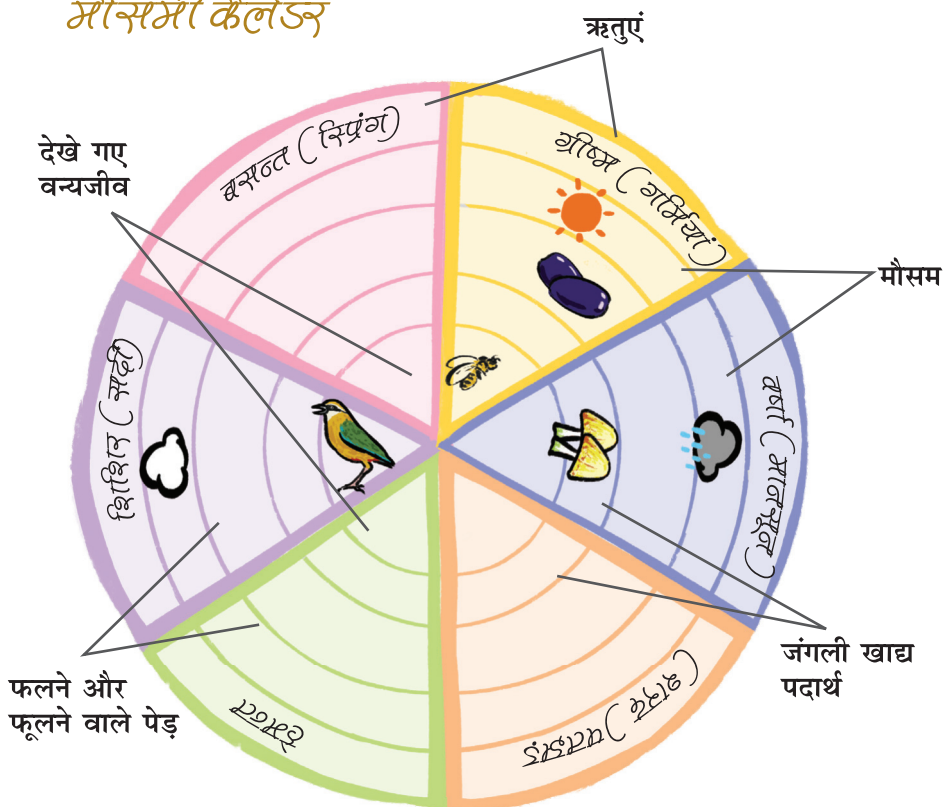 मौसमी कैलेंडर
ऋतुएं
बसन्त (स्प्रिंग)
ग्रीष्म (गर्मियां)
देखे गए
वन्यजीव
मौसम
शिशिर (सर्दी)
वर्षा (मानसून)
जंगली खाद्य
पदार्थ
फलने और
फूलने वाले पेड़
हेमन्त
(शरद) पतझड़